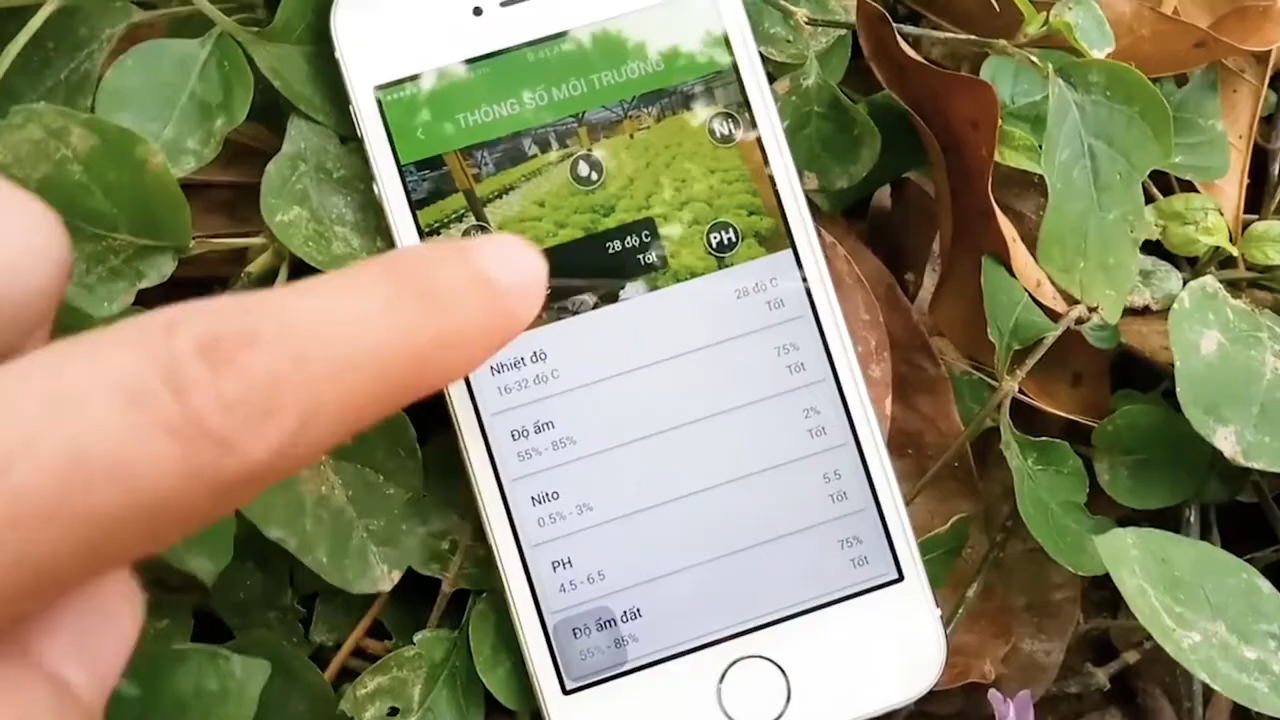 THÔNG SỐ MÔI TRƯỜNG
Ni
PH
28 độ C
Tốt
28 độ C
Tốt
Nhiệt độ
16-32 độ C
75%
Tốt
Độ ẩm
55% - 85%
2%
Tốt
Nito
0.5% - 3%
5.5
Tốt
PH
4.5 - 6.5
75%
Tốt
Độ ẩm đất
55% - 85%